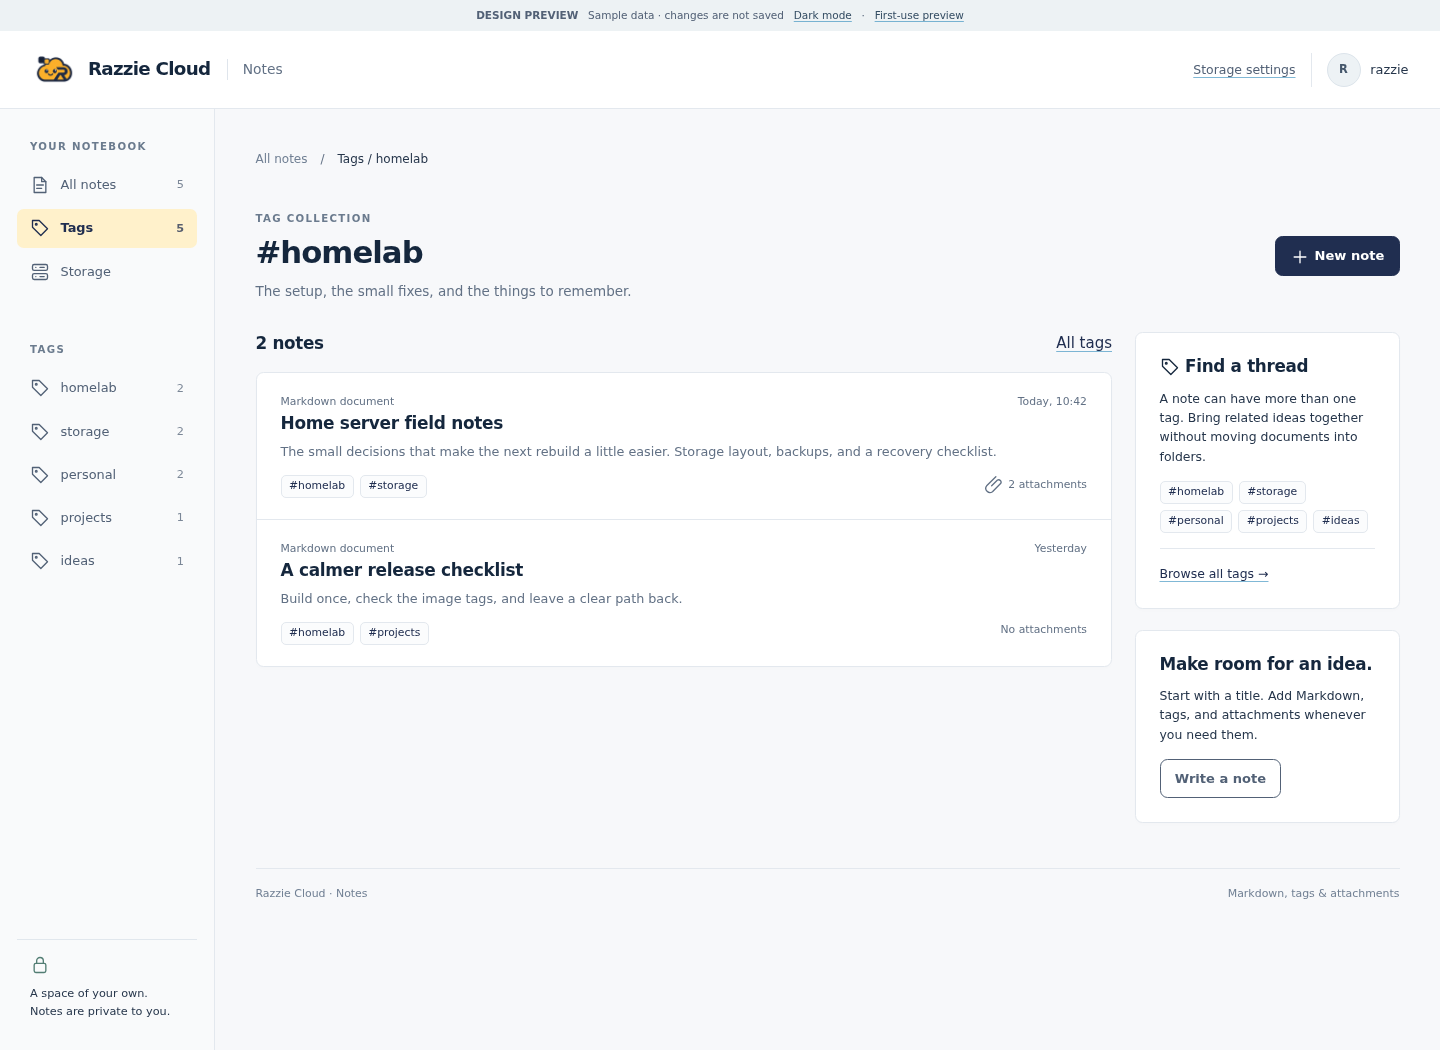 DESIGN PREVIEW Sample data · changes are not saved Dark mode · First-use preview
Razzie Cloud Notes
Storage settings R razzie
YOUR NOTEBOOK
All notes 5
Tags 5
Storage
TAGS
homelab 2
storage 2
personal 2
projects 1
ideas 1
A space of your own.
Notes are private to you.
All notes / Tags / homelab
TAG COLLECTION
#homelab
The setup, the small fixes, and the things to remember.
New note
2 notes All tags
Markdown document Today, 10:42
Home server field notes
The small decisions that make the next rebuild a little easier. Storage layout, backups, and a recovery checklist.
#homelab #storage 2 attachments
Markdown document Yesterday
A calmer release checklist
Build once, check the image tags, and leave a clear path back.
#homelab #projects No attachments
Find a thread
A note can have more than one
tag. Bring related ideas together
without moving documents into
folders.
#homelab #storage
#personal #projects #ideas
Browse all tags →
Make room for an idea.
Start with a title. Add Markdown,
tags, and attachments whenever
you need them.
Write a note
Razzie Cloud · Notes Markdown, tags & attachments